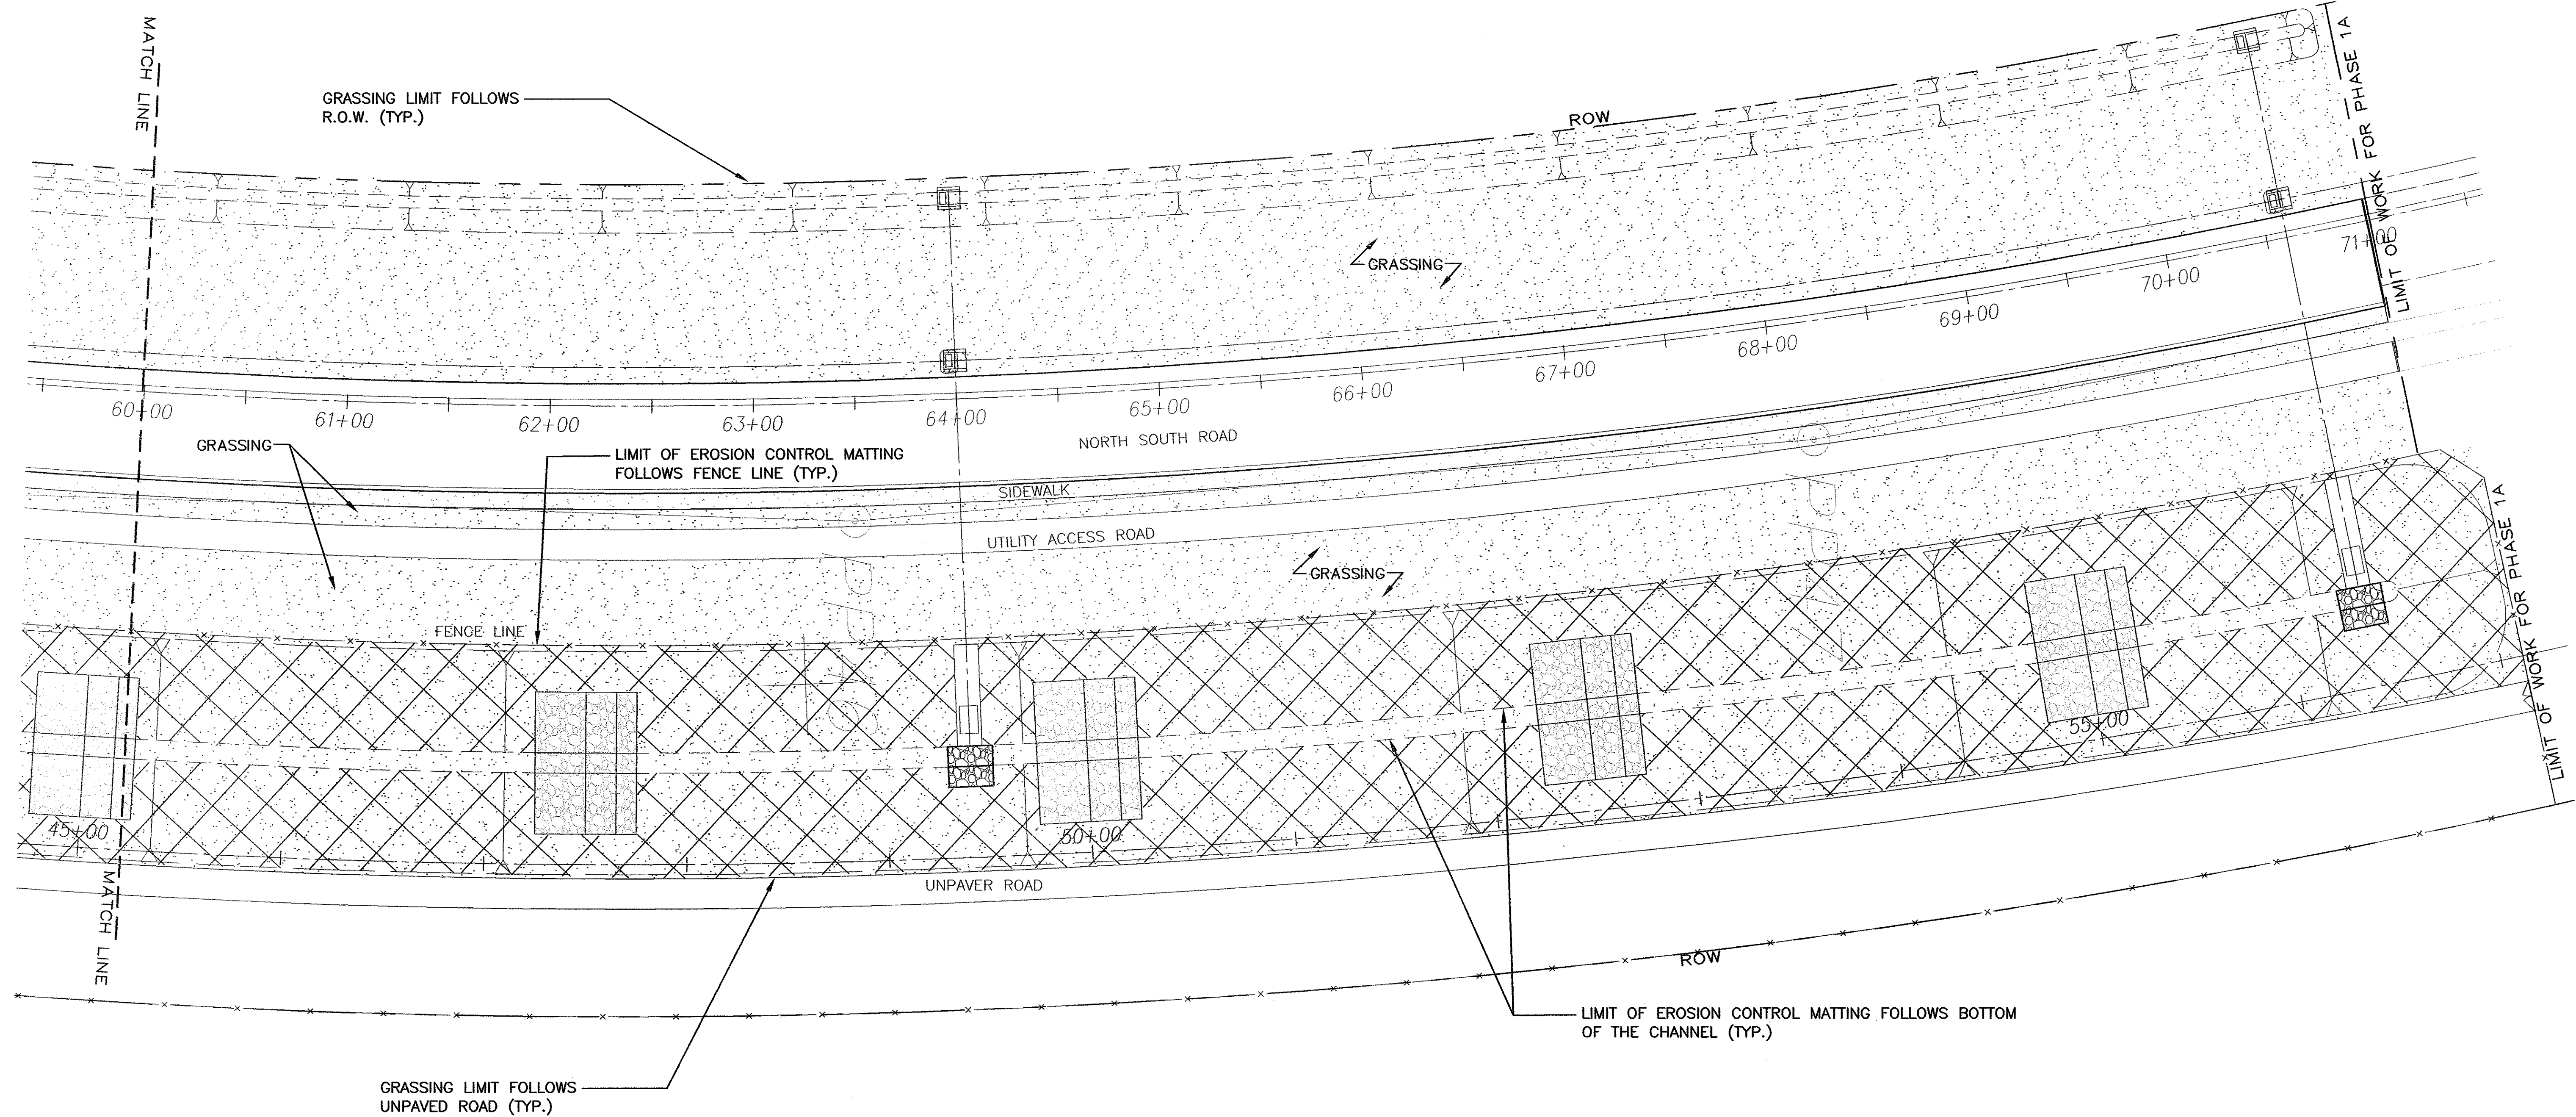 MATCH LINE
GRASSING LIMIT FOLLOWS
R.O.W. (TYP.)
ROW
LIMIT OF WORK FOR PHASE 1A
GRASSING
60+00
61+00
62+00
63+00
64+00
65+00
66+00
67+00
68+00
69+00
70+00
71+00
NORTH SOUTH ROAD
GRASSING
LIMIT OF EROSION CONTROL MATTING
FOLLOWS FENCE LINE (TYP.)
SIDEWALK
UTILITY ACCESS ROAD
GRASSING
FENCE LINE
LIMIT OF WORK FOR PHASE 1A
45+00
50+00
55+00
UNPAVER ROAD
MATCH LINE
ROW
LIMIT OF EROSION CONTROL MATTING FOLLOWS BOTTOM
OF THE CHANNEL (TYP.)
GRASSING LIMIT FOLLOWS
UNPAVED ROAD (TYP.)